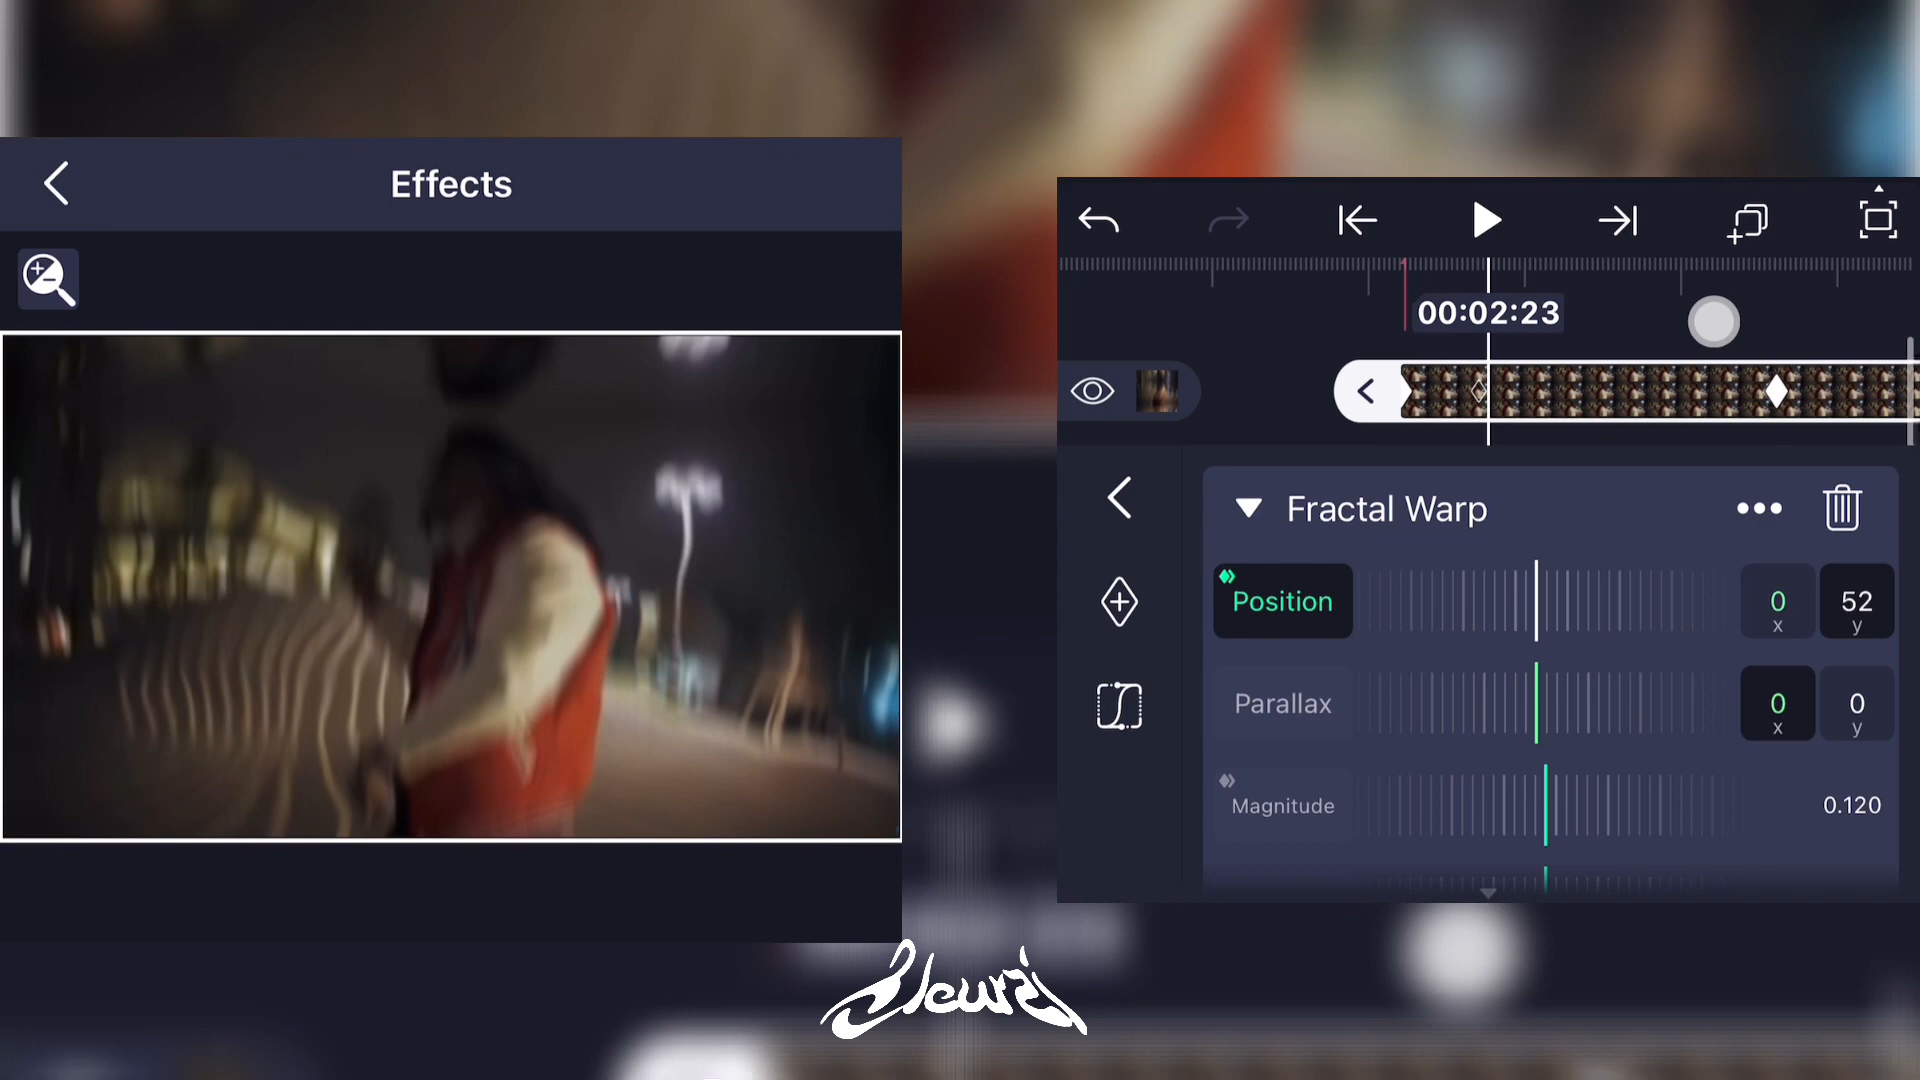 Effects
00:02:23
Fractal Warp
Position
0
x
52
y
Parallax
0
x
0
y
Magnitude
0.120